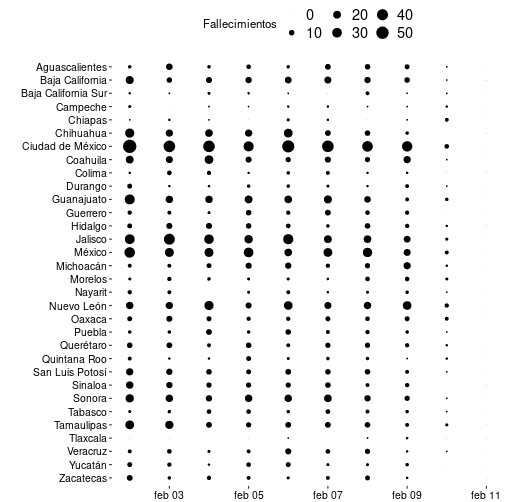 Fallecimientos
0 20 40
10 30 50
Aguascalientes
Baja California
Baja California Sur
Campeche
Chiapas
Chihuahua
Ciudad de México
Coahuila
Colima
Durango
Guanajuato
Guerrero
Hidalgo
Jalisco
México
Michoacán
Morelos
Nayarit
Nuevo León
Oaxaca
Puebla
Querétaro
Quintana Roo
San Luis Potosí
Sinaloa
Sonora
Tabasco
Tamaulipas
Tlaxcala
Veracruz
Yucatán
Zacatecas
feb 03 feb 05 feb 07 feb 09 feb 11